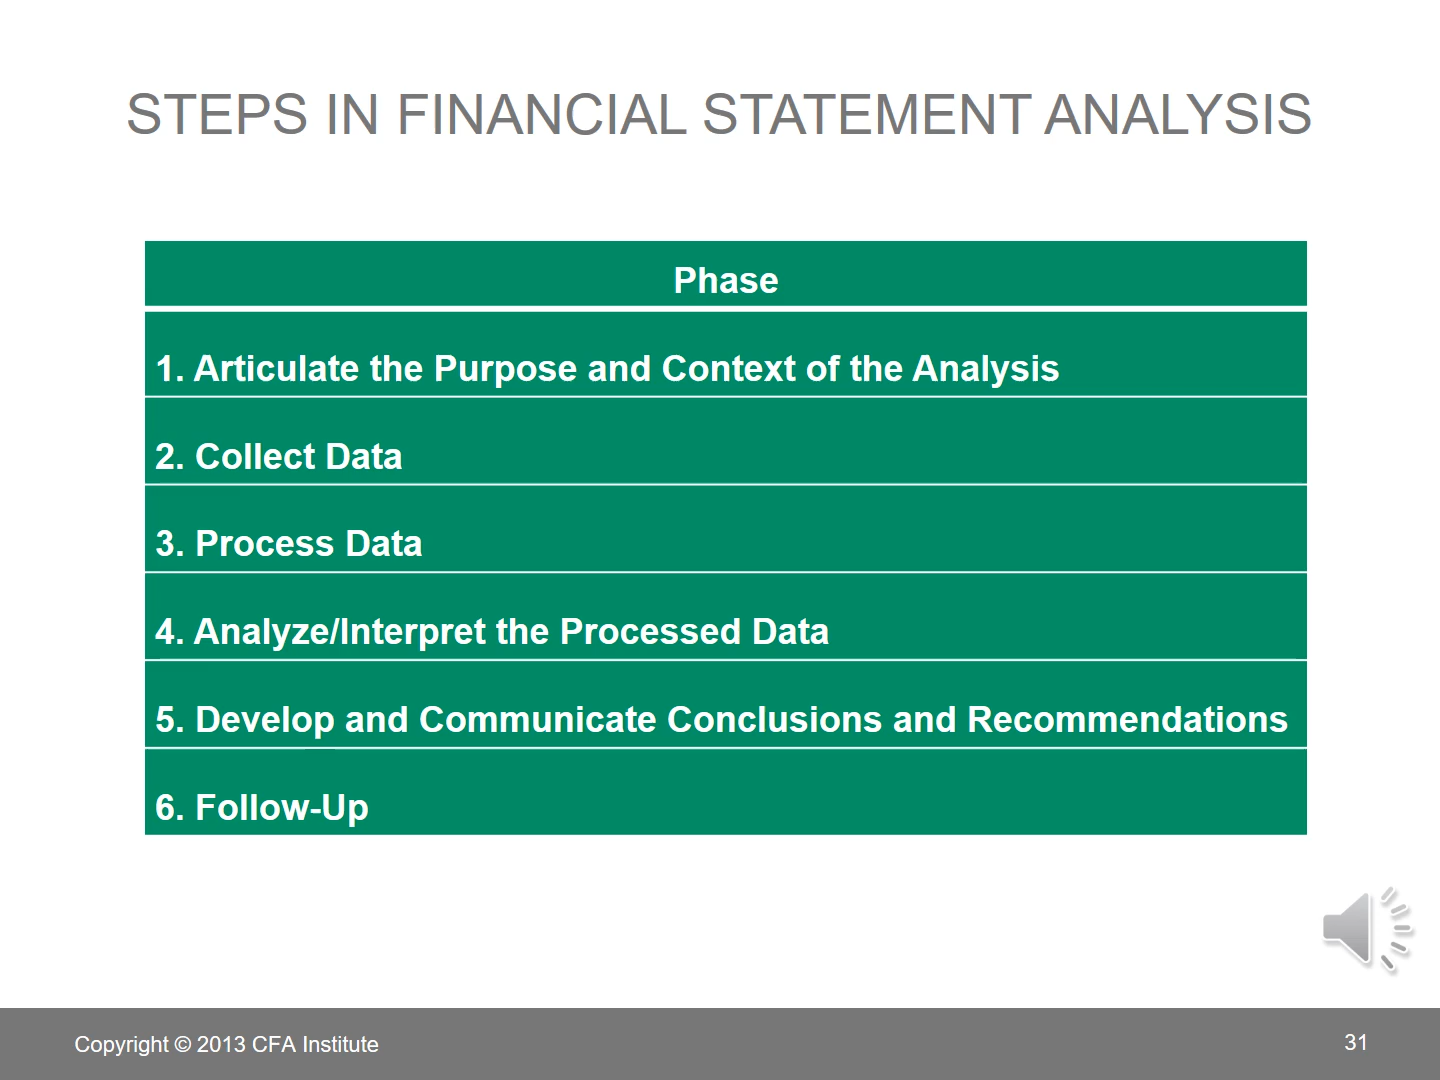 STEPS IN FINANCIAL STATEMENT ANALYSIS
Phase
1. Articulate the Purpose and Context of the Analysis
2. Collect Data
3. Process Data
4. Analyze/Interpret the Processed Data
5. Develop and Communicate Conclusions and Recommendations
6. Follow-Up
Copyright © 2013 CFA Institute
31